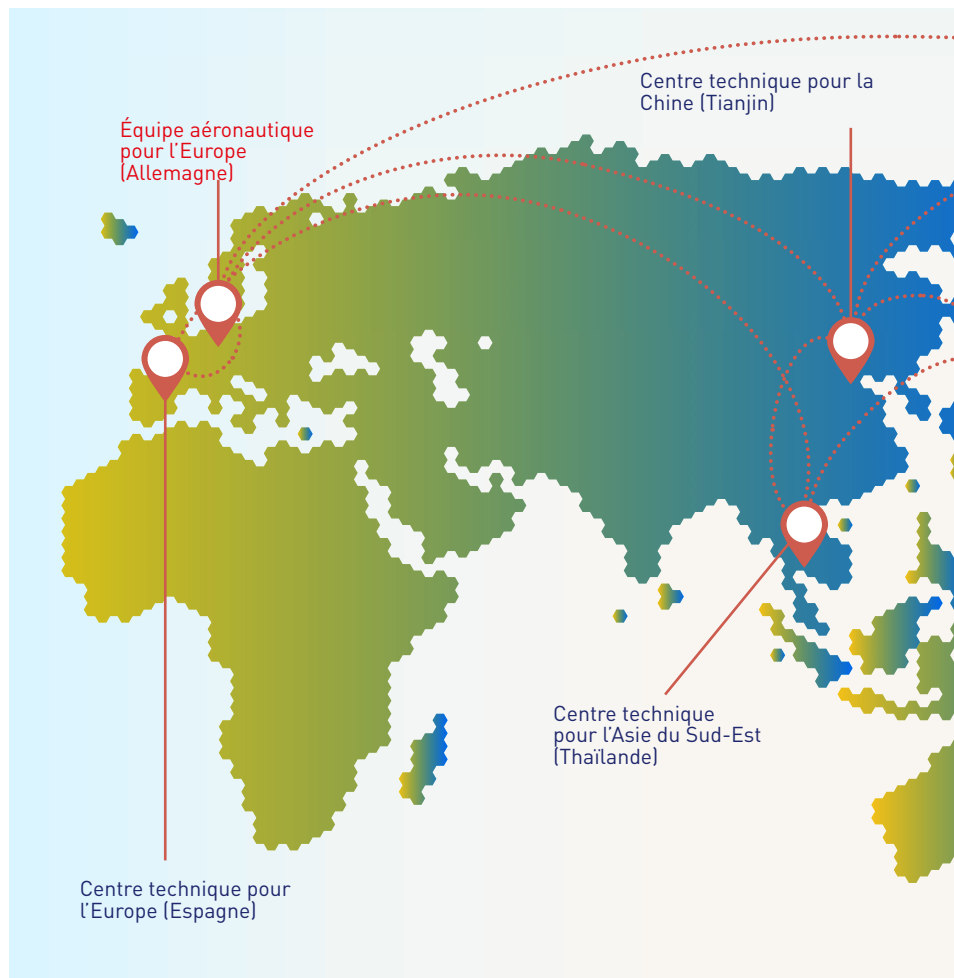 Centre technique pour la
Chine (Tianjin)
Équipe aéronautique
pour l'Europe
(Allemagne)
Centre technique
pour l'Asie du Sud-Est
(Thaïlande)
Centre technique pour
l'Europe (Espagne)